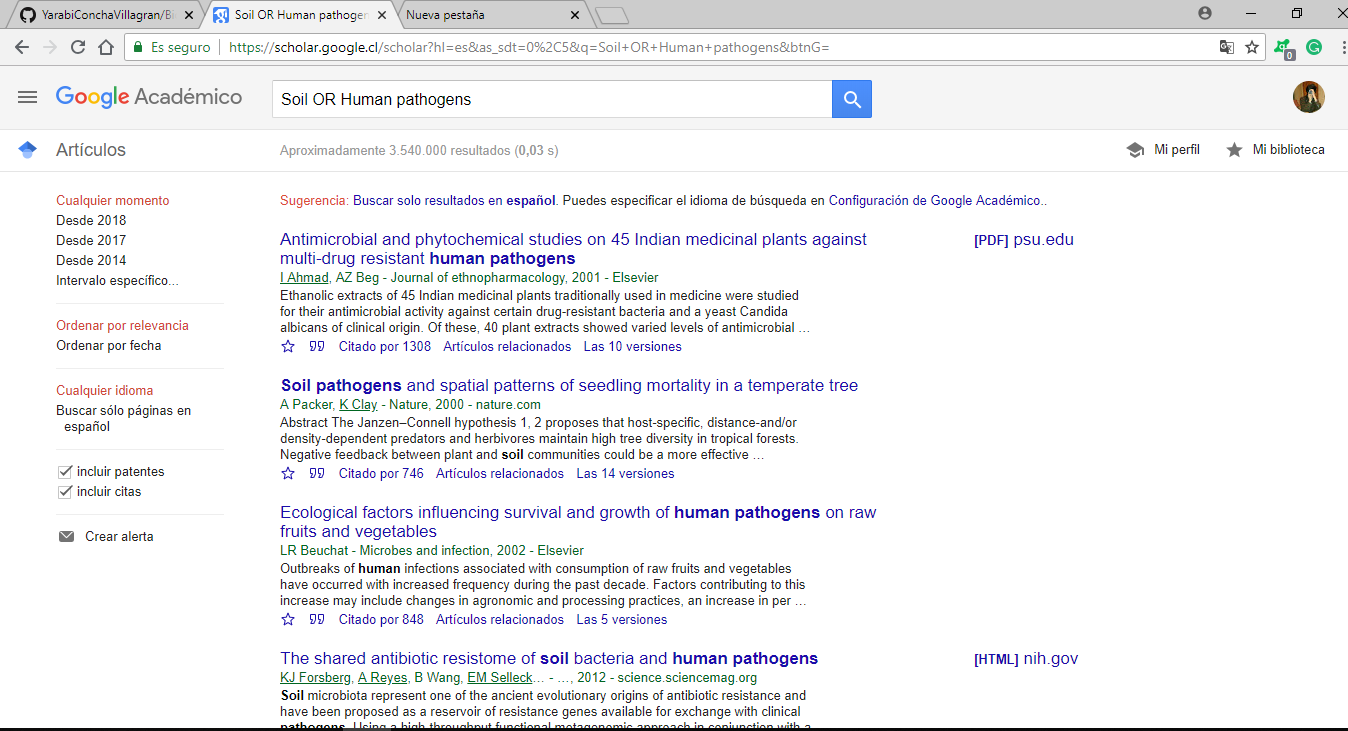 YarabiConchaVillagran/Bi
Soil OR Human pathogen
Nueva pestaña
Es seguro
https://scholar.google.cl/scholar?hl=es&as_sdt=0%2C5&q=Soil+OR+Human+pathogens&btnG=
0
Google Académico
Soil OR Human pathogens
Artículos
Aproximadamente 3.540.000 resultados (0,03 s)
Mi perfil
Mi biblioteca
Cualquier momento
Desde 2018
Desde 2017
Desde 2014
Intervalo específico...
Ordenar por relevancia
Ordenar por fecha
Cualquier idioma
Buscar sólo páginas en
español
incluir patentes
incluir citas
Crear alerta
Sugerencia: Buscar solo resultados en español. Puedes especificar el idioma de búsqueda en Configuración de Google Académico..
Antimicrobial and phytochemical studies on 45 Indian medicinal plants against
multi-drug resistant human pathogens
I Ahmad, AZ Beg - Journal of ethnopharmacology, 2001 - Elsevier
Ethanolic extracts of 45 Indian medicinal plants traditionally used in medicine were studied
for their antimicrobial activity against certain drug-resistant bacteria and a yeast Candida
albicans of clinical origin. Of these, 40 plant extracts showed varied levels of antimicrobial …
Citado por 1308 Artículos relacionados Las 10 versiones
[PDF] psu.edu
Soil pathogens and spatial patterns of seedling mortality in a temperate tree
A Packer, K Clay - Nature, 2000 - nature.com
Abstract The Janzen–Connell hypothesis 1, 2 proposes that host-specific, distance-and/or
density-dependent predators and herbivores maintain high tree diversity in tropical forests.
Negative feedback between plant and soil communities could be a more effective …
Citado por 746 Artículos relacionados Las 14 versiones
Ecological factors influencing survival and growth of human pathogens on raw
fruits and vegetables
LR Beuchat - Microbes and infection, 2002 - Elsevier
Outbreaks of human infections associated with consumption of raw fruits and vegetables
have occurred with increased frequency during the past decade. Factors contributing to this
increase may include changes in agronomic and processing practices, an increase in per …
Citado por 848 Artículos relacionados Las 5 versiones
The shared antibiotic resistome of soil bacteria and human pathogens
KJ Forsberg, A Reyes, B Wang, EM Selleck… - …, 2012 - science.sciencemag.org
Soil microbiota represent one of the ancient evolutionary origins of antibiotic resistance and
have been proposed as a reservoir of resistance genes available for exchange with clinical
pathogens. Using a high-throughput functional metagenomic approach in conjunction with a
[HTML] nih.gov